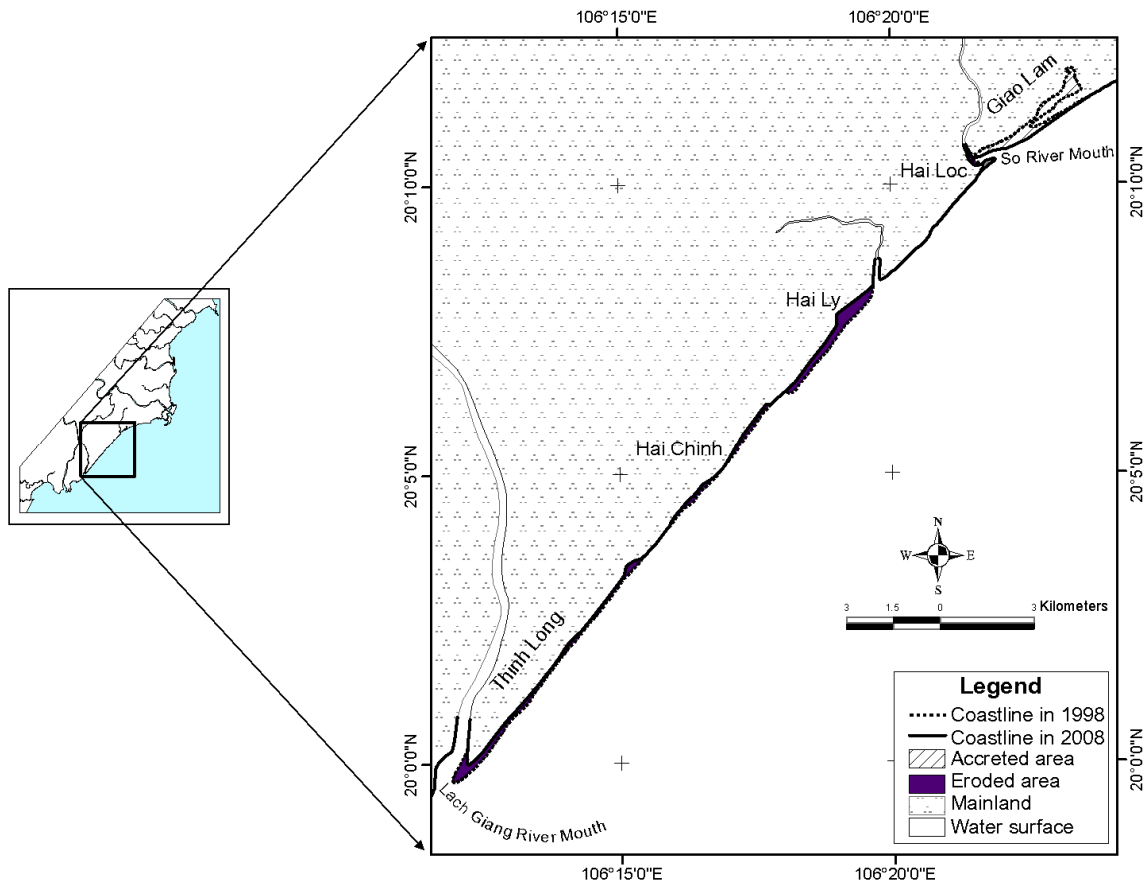 106°15'0"E
106°20'0"E
Giao Lam
So River Mouth
Hai Loc
20°10'0"N
20°10'0"N
Hai Ly
Hai Chinh
20°5'0"N
20°5'0"N
N
W
E
S
3
1.5
0
3 Kilometers
Thinh Long
Legend
Coastline in 1998
Coastline in 2008
Accreted area
Eroded area
Mainland
Water surface
20°0'0"N
20°0'0"N
Lach Giang River Mouth
106°15'0"E
106°20'0"E